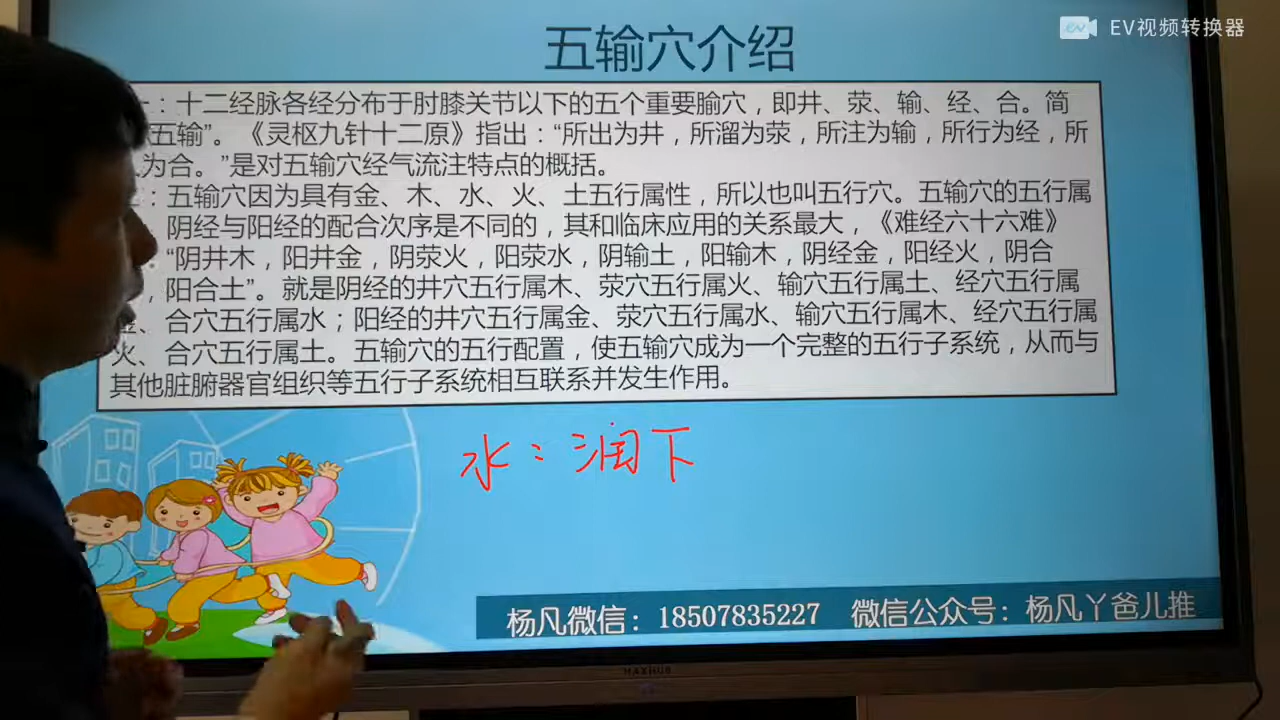 EV视频转换器
五输穴介绍
：十二经脉各经分布于肘膝关节以下的五个重要腧穴，即井、荥、输、经、合。简
五输”。《灵枢九针十二原》指出：“所出为井，所溜为荥，所注为输，所行为经，所
为合。”是对五输穴经气流注特点的概括。
：五输穴因为具有金、木、水、火、土五行属性，所以也叫五行穴。五输穴的五行属
阴经与阳经的配合次序是不同的，其和临床应用的关系最大，《难经六十六难》
“阴井木，阳井金，阴荥火，阳荥水，阴输土，阳输木，阴经金，阳经火，阴合
，阳合土”。就是阴经的井穴五行属木、荥穴五行属火、输穴五行属土、经穴五行属
、合穴五行属水；阳经的井穴五行属金、荥穴五行属水、输穴五行属木、经穴五行属
火、合穴五行属土。五输穴的五行配置，使五输穴成为一个完整的五行子系统，从而与
其他脏腑器官组织等五行子系统相互联系并发生作用。
水：润下
杨凡微信：18507835227 微信公众号：杨凡丫爸儿推
MAXHUB